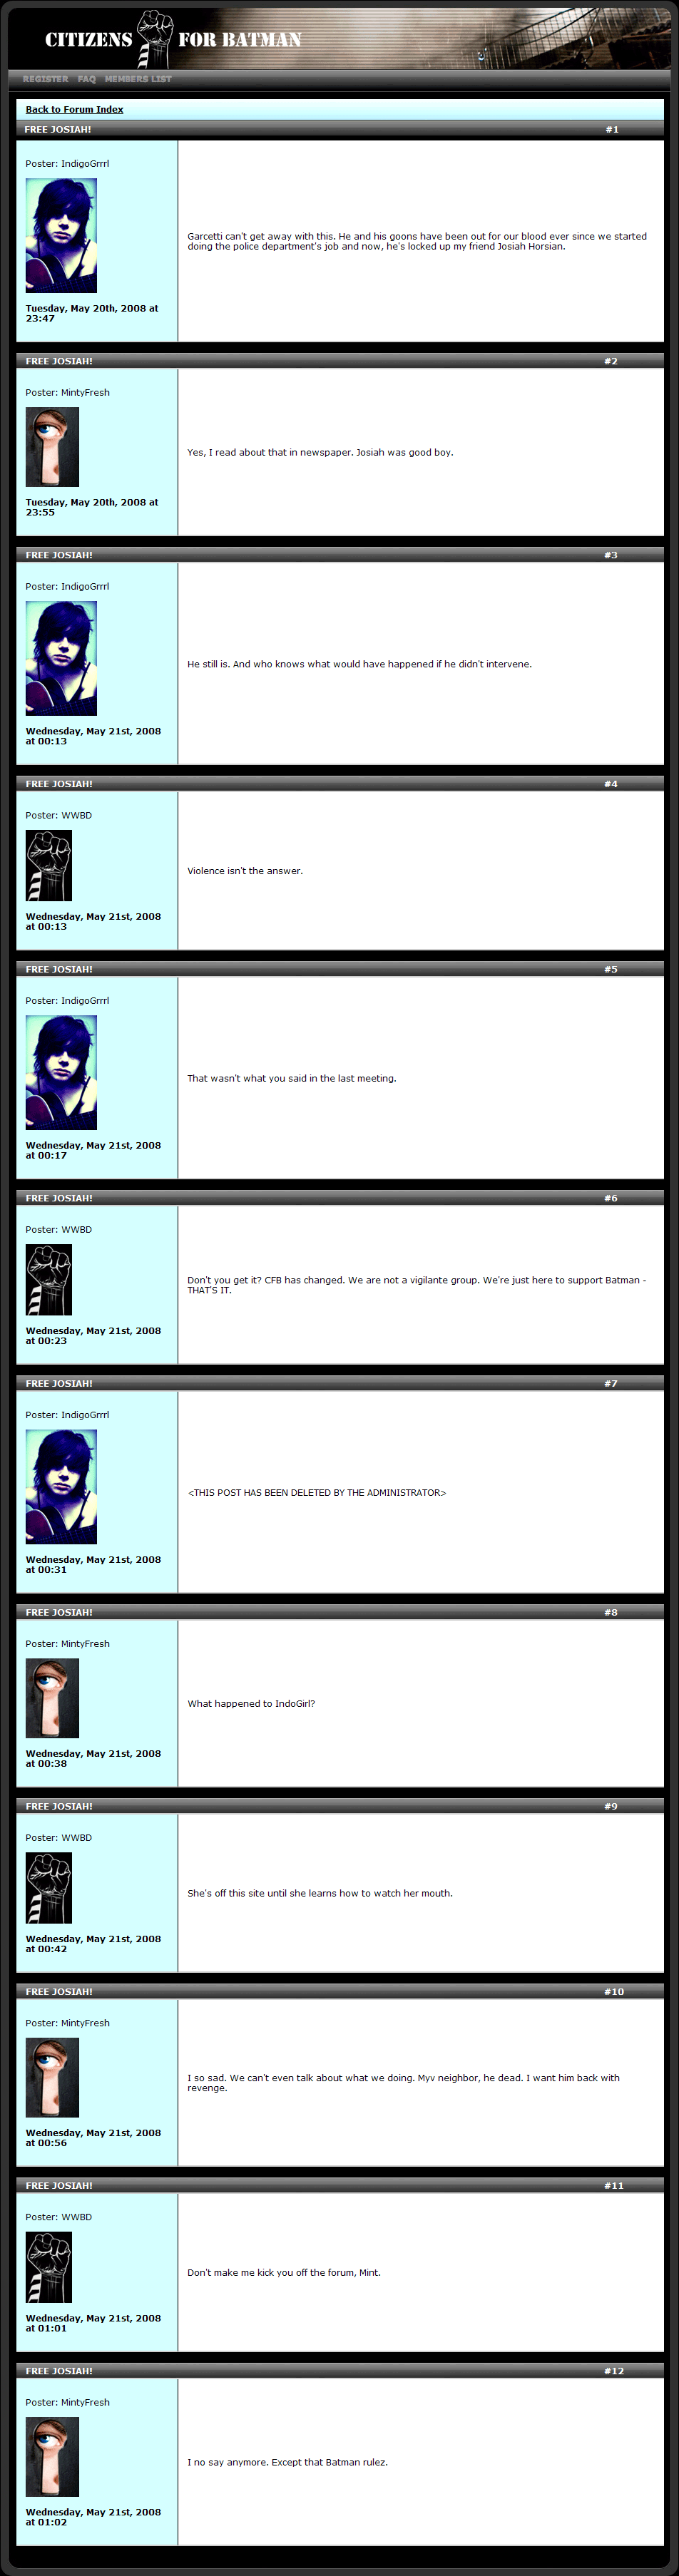 CITIZENS FOR BATMAN
REGISTER FAQ MEMBERS LIST
Back to Forum Index
FREE JOSIAH! #1
Poster: IndigoGrrrl
Tuesday, May 20th, 2008 at
23:47
Garcetti can't get away with this. He and his goons have been out for our blood ever since we started
doing the police department's job and now, he's locked up my friend Josiah Horsian.
FREE JOSIAH! #2
Poster: MintyFresh
Tuesday, May 20th, 2008 at
23:55
Yes, I read about that in newspaper. Josiah was good boy.
FREE JOSIAH! #3
Poster: IndigoGrrrl
Wednesday, May 21st, 2008
at 00:13
He still is. And who knows what would have happened if he didn't intervene.
FREE JOSIAH! #4
Poster: WWBD
Wednesday, May 21st, 2008
at 00:13
Violence isn't the answer.
FREE JOSIAH! #5
Poster: IndigoGrrrl
Wednesday, May 21st, 2008
at 00:17
That wasn't what you said in the last meeting.
FREE JOSIAH! #6
Poster: WWBD
Wednesday, May 21st, 2008
at 00:23
Don't you get it? CFB has changed. We are not a vigilante group. We're just here to support Batman -
THAT'S IT.
FREE JOSIAH! #7
Poster: IndigoGrrrl
Wednesday, May 21st, 2008
at 00:31
<THIS POST HAS BEEN DELETED BY THE ADMINISTRATOR>
FREE JOSIAH! #8
Poster: MintyFresh
Wednesday, May 21st, 2008
at 00:38
What happened to IndoGirl?
FREE JOSIAH! #9
Poster: WWBD
Wednesday, May 21st, 2008
at 00:42
She's off this site until she learns how to watch her mouth.
FREE JOSIAH! #10
Poster: MintyFresh
Wednesday, May 21st, 2008
at 00:56
I so sad. We can't even talk about what we doing. Myv neighbor, he dead. I want him back with
revenge.
FREE JOSIAH! #11
Poster: WWBD
Wednesday, May 21st, 2008
at 01:01
Don't make me kick you off the forum, Mint.
FREE JOSIAH! #12
Poster: MintyFresh
Wednesday, May 21st, 2008
at 01:02
I no say anymore. Except that Batman rulez.